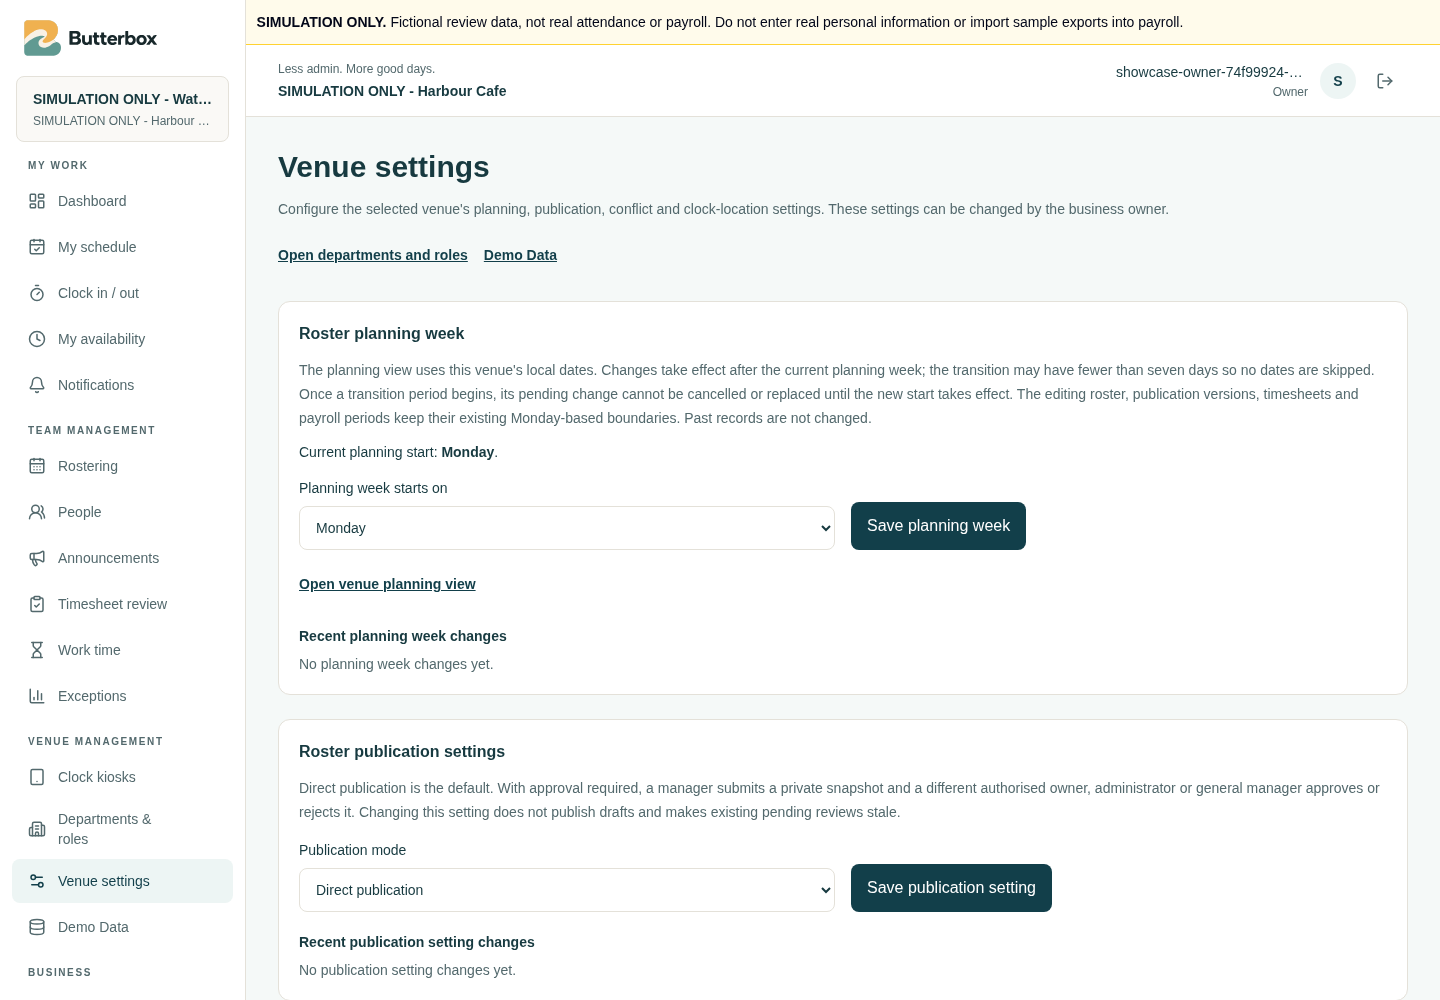 SIMULATION ONLY. Fictional review data, not real attendance or payroll. Do not enter real personal information or import sample exports into payroll.
Butterbox
SIMULATION ONLY - Wat...
SIMULATION ONLY - Harbour ...
MY WORK
Dashboard
My schedule
Clock in / out
My availability
Notifications
TEAM MANAGEMENT
Rostering
People
Announcements
Timesheet review
Work time
Exceptions
VENUE MANAGEMENT
Clock kiosks
Departments &
roles
Venue settings
Demo Data
BUSINESS
Less admin. More good days.
SIMULATION ONLY - Harbour Cafe
showcase-owner-74f99924-...
Owner
S
Venue settings
Configure the selected venue's planning, publication, conflict and clock-location settings. These settings can be changed by the business owner.
Open departments and roles Demo Data
Roster planning week
The planning view uses this venue's local dates. Changes take effect after the current planning week; the transition may have fewer than seven days so no dates are skipped.
Once a transition period begins, its pending change cannot be cancelled or replaced until the new start takes effect. The editing roster, publication versions, timesheets and
payroll periods keep their existing Monday-based boundaries. Past records are not changed.
Current planning start: Monday.
Planning week starts on
Monday
Save planning week
Open venue planning view
Recent planning week changes
No planning week changes yet.
Roster publication settings
Direct publication is the default. With approval required, a manager submits a private snapshot and a different authorised owner, administrator or general manager approves or
rejects it. Changing this setting does not publish drafts and makes existing pending reviews stale.
Publication mode
Direct publication
Save publication setting
Recent publication setting changes
No publication setting changes yet.